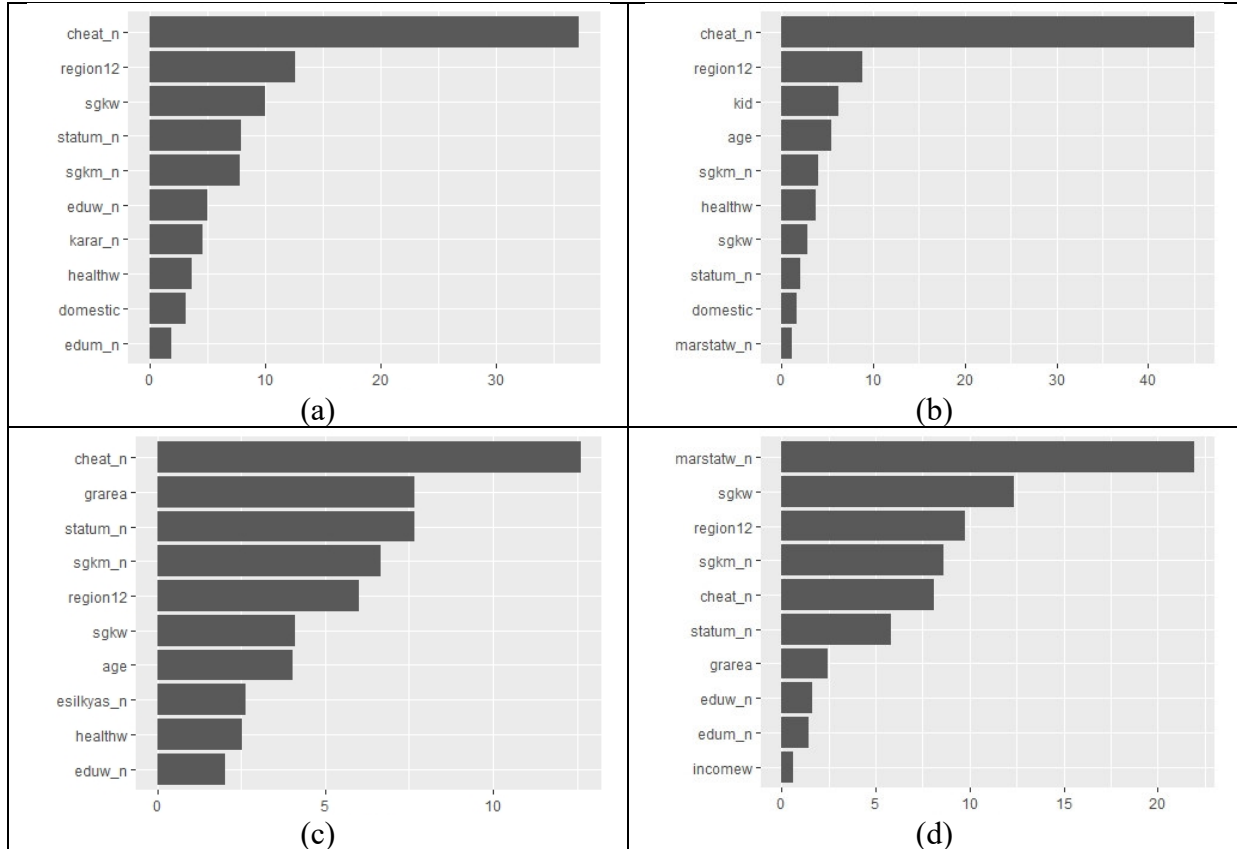 cheat_n
region12
sgkw
statum_n
sgkm_n
eduw_n
karar_n
healthw
domestic
edum_n
0 10 20 30
(a)
cheat_n
region12
kid
age
sgkm_n
healthw
sgkw
statum_n
domestic
marstatw_n
0 10 20 30 40
(b)
cheat_n
grarea
statum_n
sgkm_n
region12
sgkw
age
esilkyas_n
healthw
eduw_n
0 5 10
(c)
marstatw_n
sgkw
region12
sgkm_n
cheat_n
statum_n
grarea
eduw_n
edum_n
incomew
0 5 10 15 20
(d)